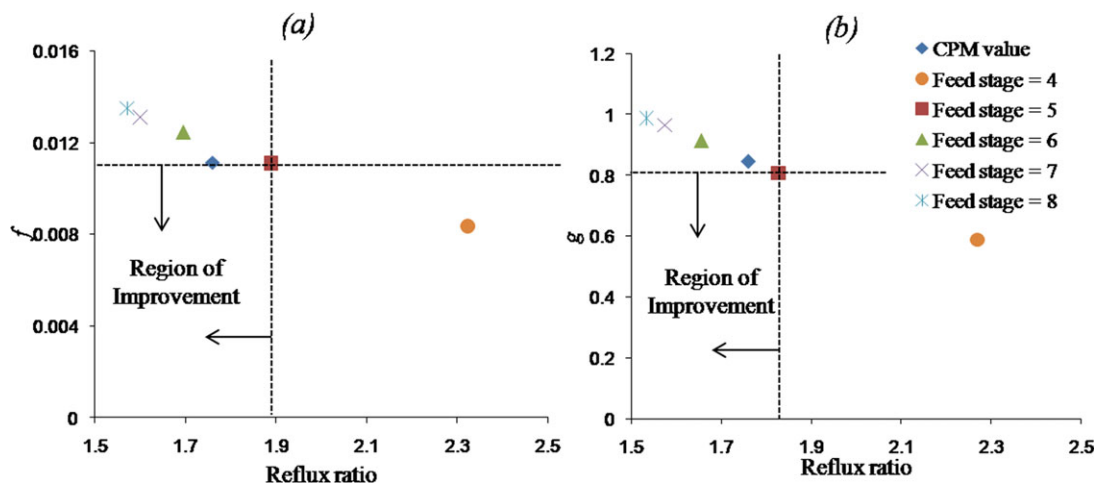 (a)
0.016
0.012
0.008
0.004
0
f
Region of
Improvement
1.5 1.7 1.9 2.1 2.3 2.5
Reflux ratio
(b)
1.2
1
0.8
0.6
0.4
0.2
0
g
Region of
Improvement
1.5 1.7 1.9 2.1 2.3 2.5
Reflux ratio
CPM value
Feed stage = 4
Feed stage = 5
Feed stage = 6
Feed stage = 7
Feed stage = 8